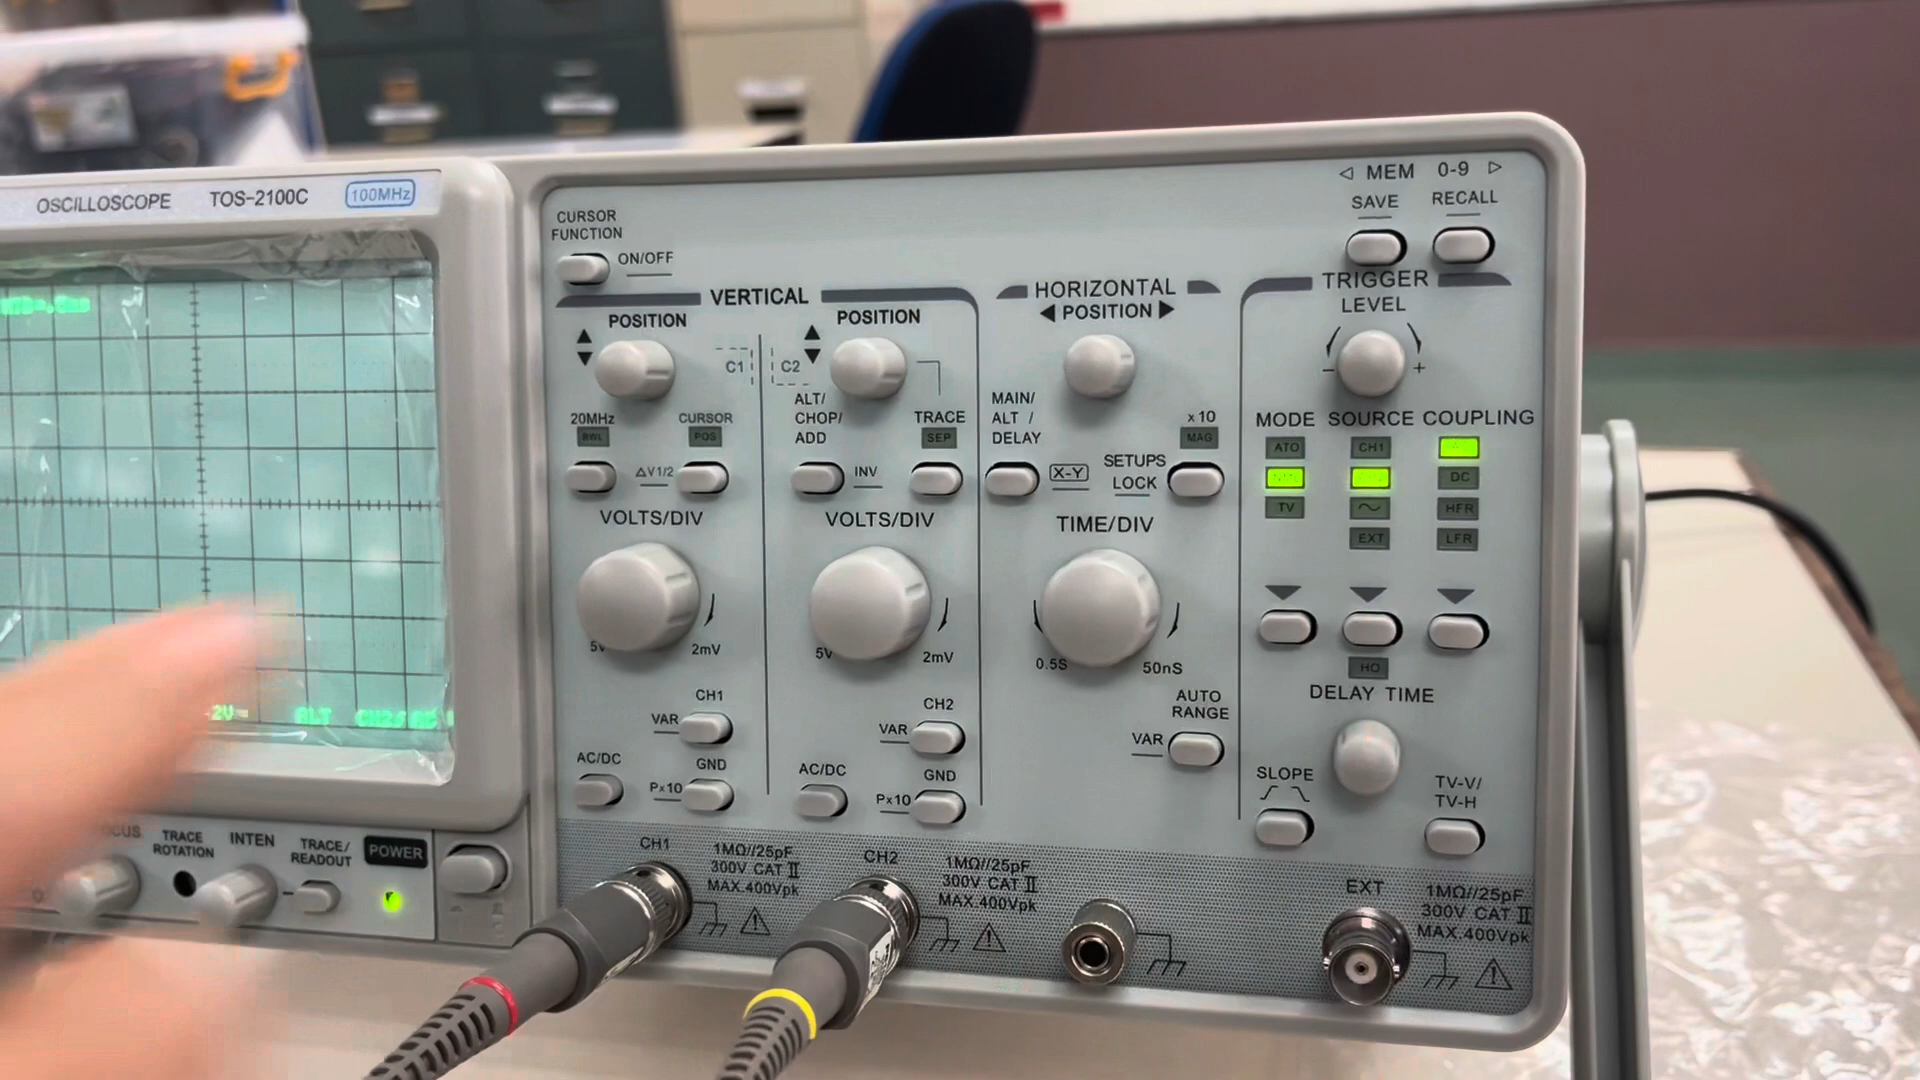 OSCILLOSCOPE TOS-2100C 100MHz
CURSOR
FUNCTION
ON/OFF
◁ MEM 0-9 ▷
SAVE RECALL
VERTICAL
HORIZONTAL
TRIGGER
LEVEL
POSITION
POSITION
◀ POSITION ▶
C1
C2
- +
20MHz
BWL
CURSOR
POS
△V1/2
ALT/
CHOP/
ADD
INV
TRACE
SEP
MAIN/
ALT /
DELAY
X-Y
x10
MAG
SETUPS
LOCK
MODE SOURCE COUPLING
ATO CH1
DC
TV HFR
EXT LFR
VOLTS/DIV
VOLTS/DIV
TIME/DIV
5V 2mV
5V 2mV
0.5S 50nS
HO
DELAY TIME
2V ALT CH2
CH1
VAR
CH2
VAR
AUTO
RANGE
VAR
AC/DC
GND
Px10
AC/DC
GND
Px10
SLOPE
TV-V/
TV-H
TRACE
ROTATION
INTEN
TRACE/
READOUT
POWER
CH1
1MΩ//25pF
300V CAT II
MAX.400Vpk
CH2
1MΩ//25pF
300V CAT II
MAX.400Vpk
EXT
1MΩ//25pF
300V CAT II
MAX.400Vpk